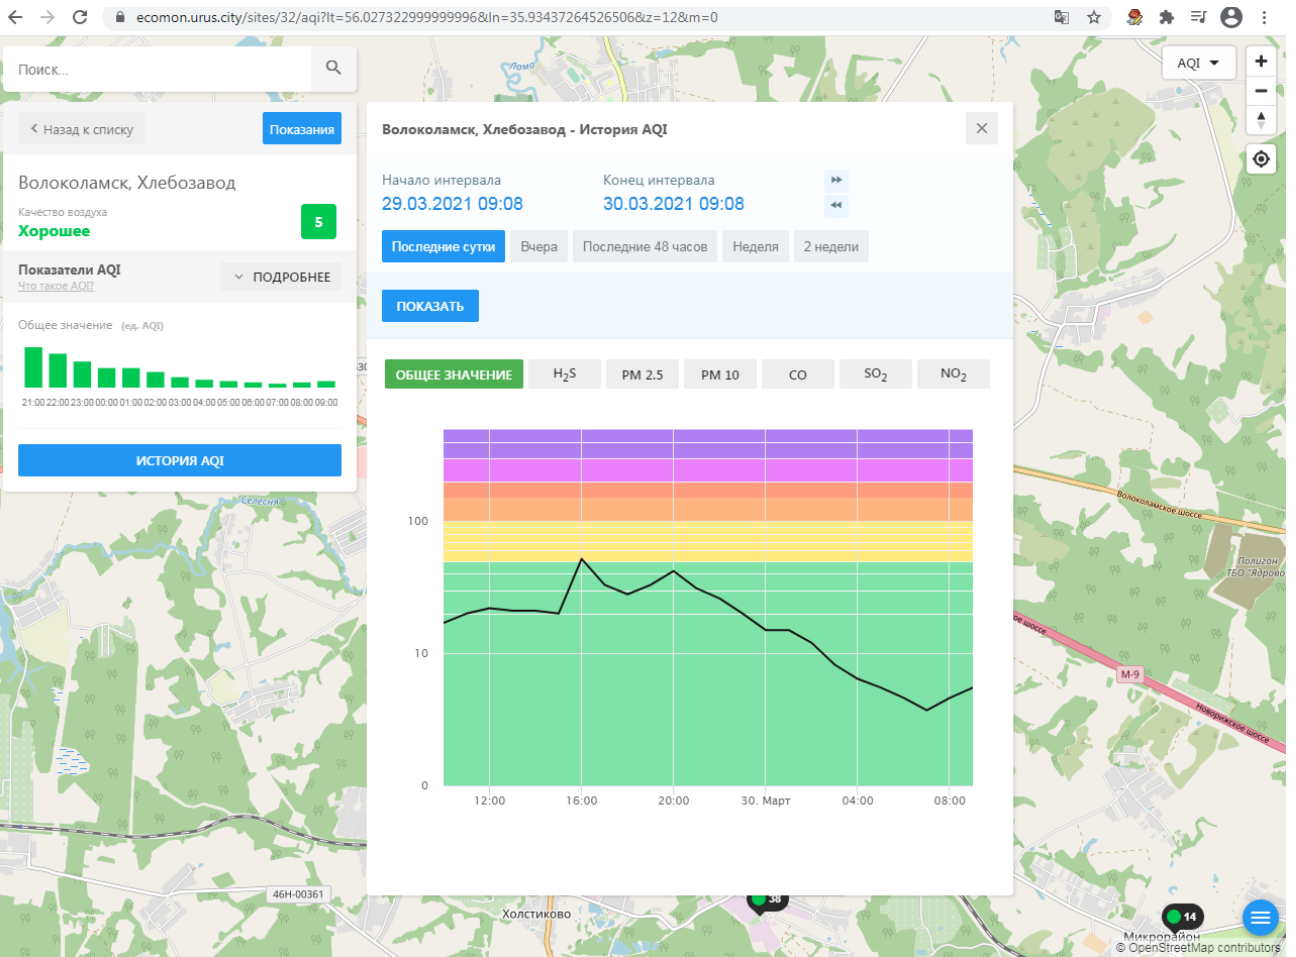 ecomon.urus.city/sites/32/aqi?lt=56.027322999999996&ln=35.93437264526506&z=12&m=0
Поиск...
AQI
Лама
Назад к списку
Показания
Волоколамск, Хлебозавод
Качество воздуха
Хорошее
5
Показатели AQI
Что такое AQI?
ПОДРОБНЕЕ
Общее значение (ед. AQI)
21:00 22:00 23:00 00:00 01:00 02:00 03:00 04:00 05:00 06:00 07:00 08:00 09:00
ИСТОРИЯ AQI
Волоколамск, Хлебозавод - История AQI
Начало интервала
29.03.2021 09:08
Конец интервала
30.03.2021 09:08
Последние сутки
Вчера
Последние 48 часов
Неделя
2 недели
ПОКАЗАТЬ
ОБЩЕЕ ЗНАЧЕНИЕ
H2S
PM 2.5
PM 10
CO
SO2
NO2
100
10
0
12:00
16:00
20:00
30. Март
04:00
08:00
Селесня
Волоколамское шоссе
Полигон
ТБО "Ядрово
ое шоссе
М-9
Новорижское шоссе
46Н-00361
Холстиково
38
14
Микрорайон
© OpenStreetMap contributors